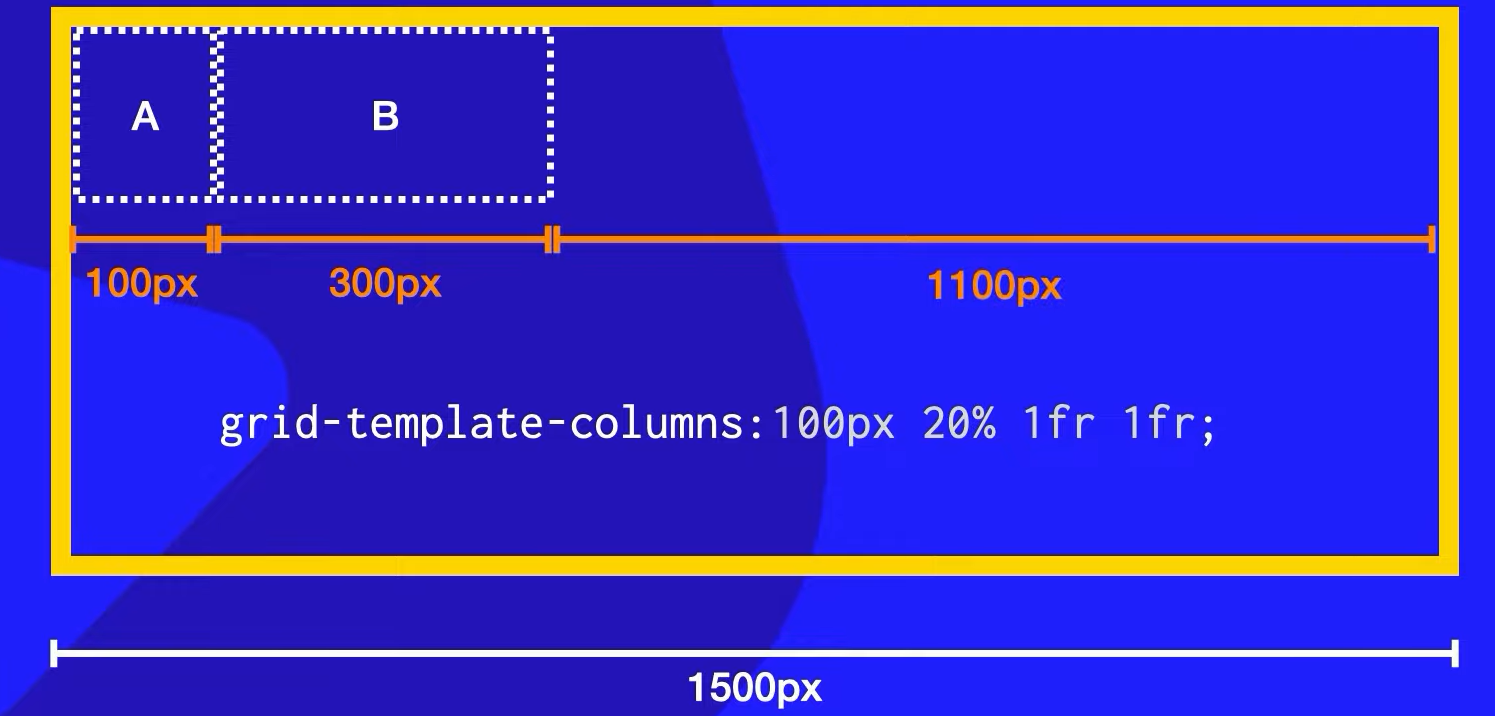 A B
100px 300px 1100px
grid-template-columns:100px 20% 1fr 1fr;
1500px